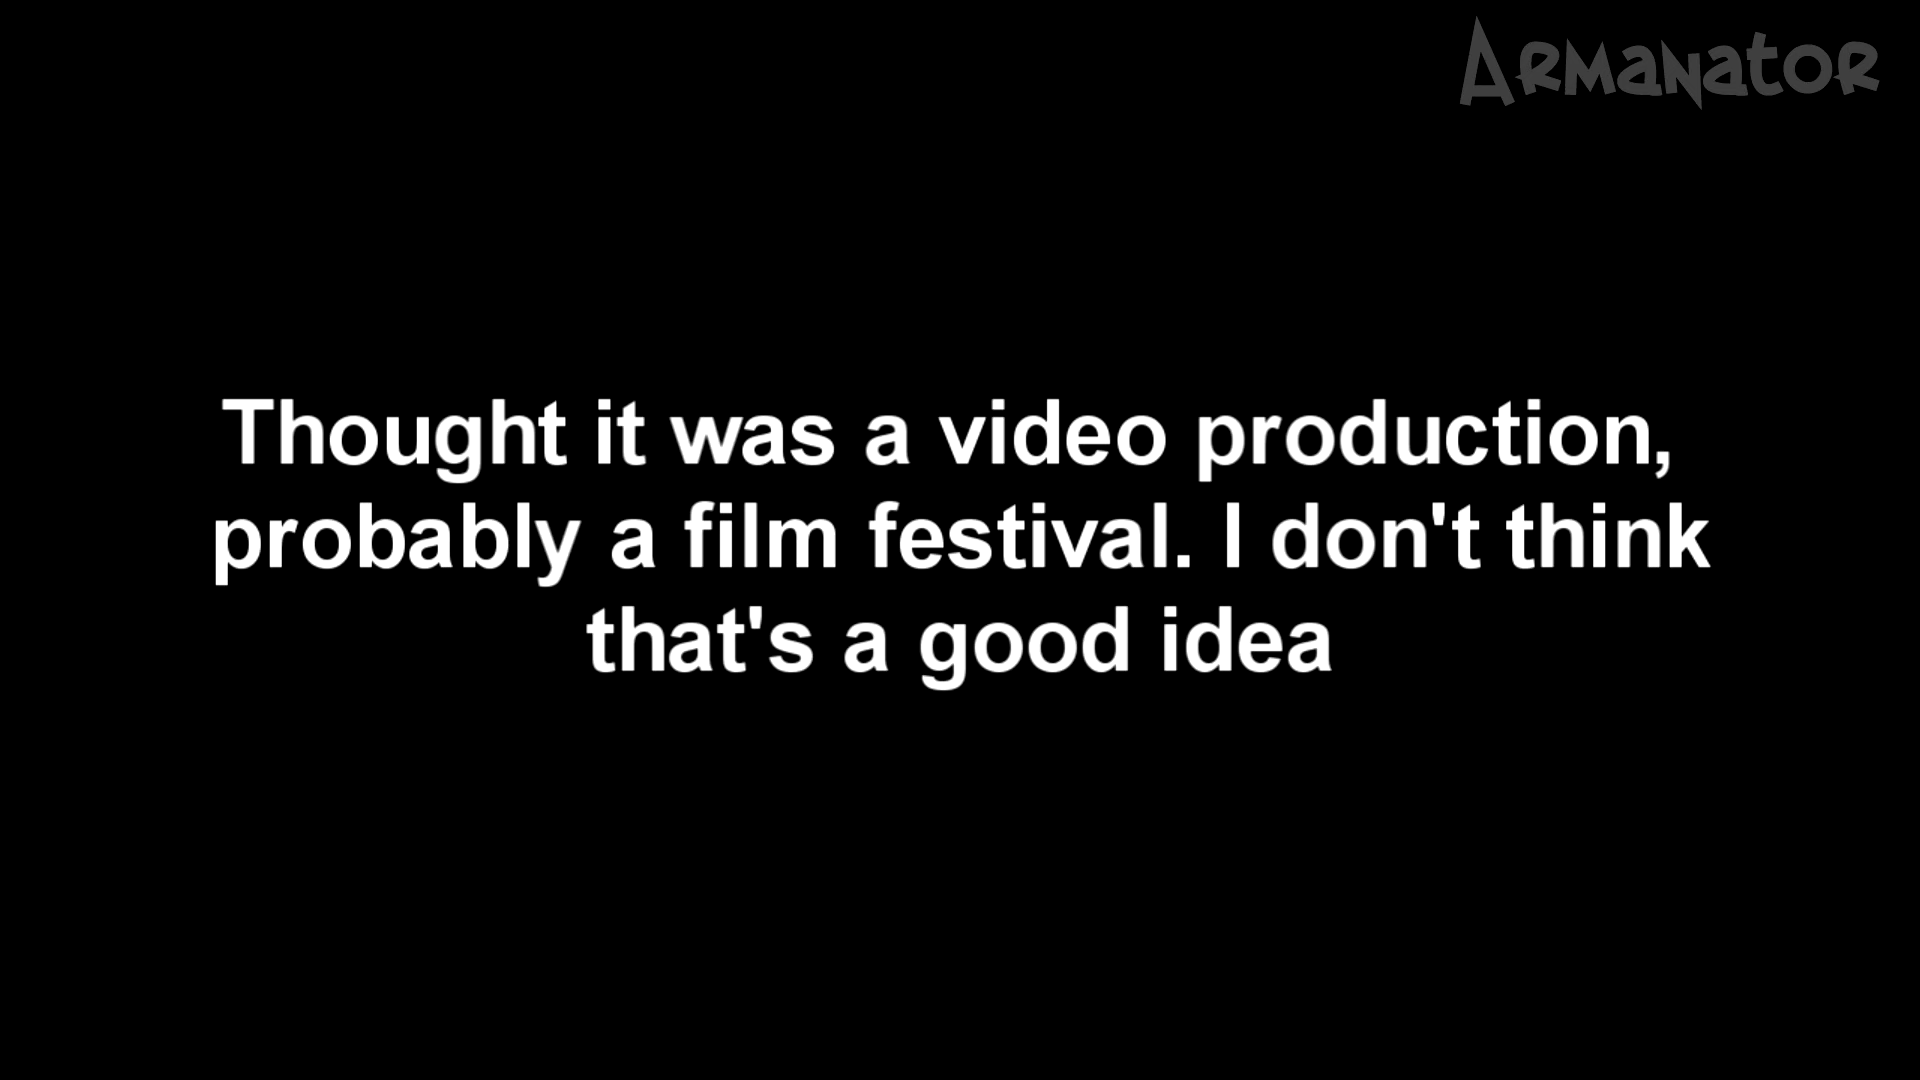 Armanator
Thought it was a video production,
probably a film festival. I don't think
that's a good idea